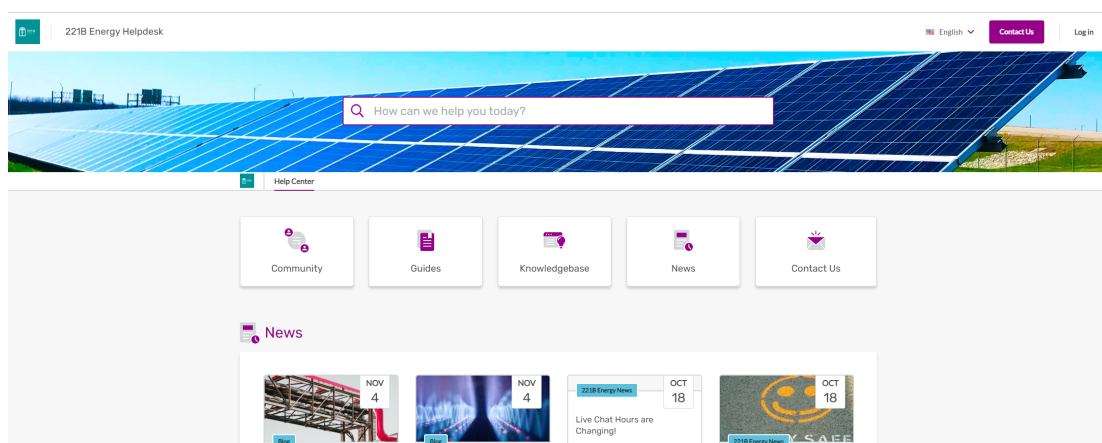 221B Energy Helpdesk
English
Contact Us
Log in
How can we help you today?
Help Center
Community
Guides
Knowledgebase
News
Contact Us
News
NOV
4
Blog
NOV
4
Blog
221B Energy News
OCT
18
Live Chat Hours are
Changing!
OCT
18
221B Energy News
Y SAFE